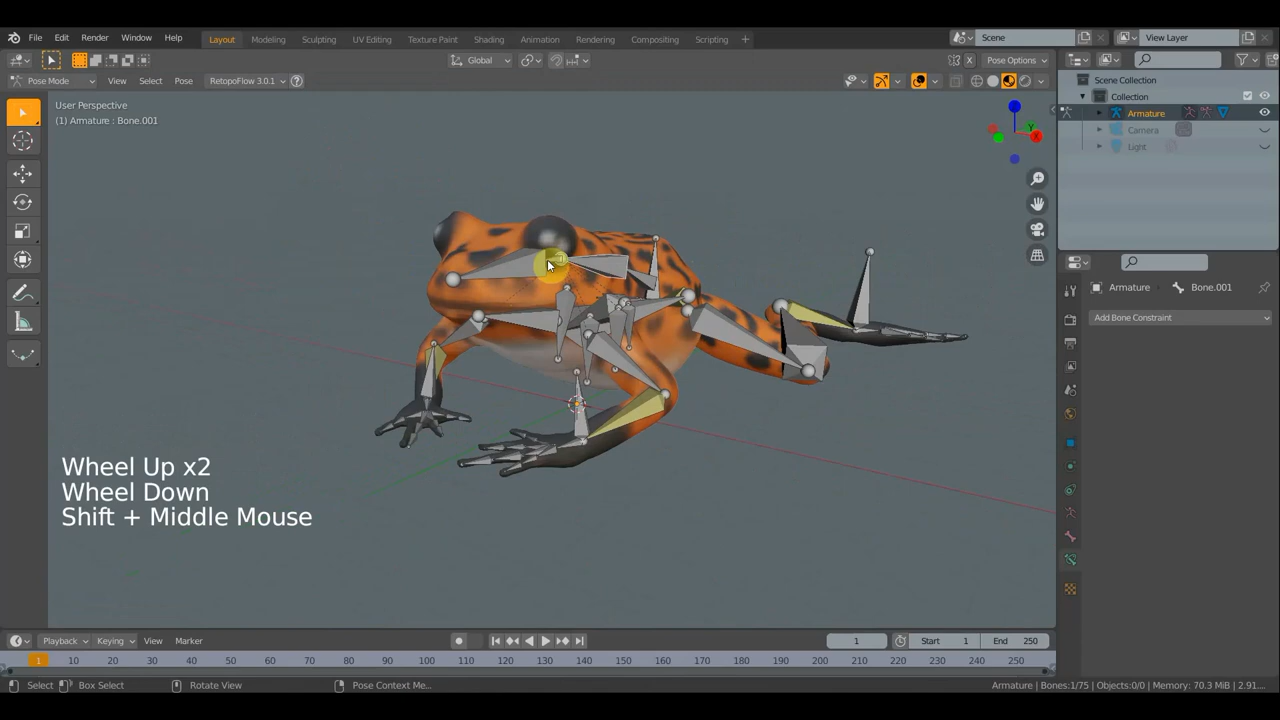 File Edit Render Window Help Layout Modeling Sculpting UV Editing Texture Paint Shading Animation Rendering Compositing Scripting + Scene View Layer
Global Pose Options
Pose Mode View Select Pose RetopoFlow 3.0.1
Scene Collection
Collection
Armature
Camera
Light
User Perspective
(1) Armature : Bone.001
Z
Y
X
Armature Bone.001
Add Bone Constraint
Wheel Up x2
Wheel Down
Shift + Middle Mouse
Playback Keying View Marker 1 Start 1 End 250
1 10 20 30 40 50 60 70 80 90 100 110 120 130 140 150 160 170 180 190 200 210 220 230 240 250
Select Box Select Rotate View Pose Context Me... Armature | Bones:1/75 | Objects:0/0 | Memory: 70.3 MiB | 2.91...